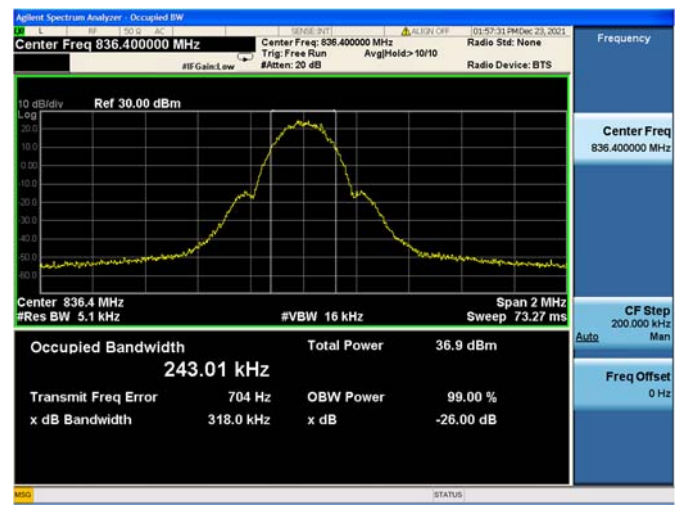 Agilent Spectrum Analyzer - Occupied BW
L RF 50 Ω AC SENSE:INT ALIGN OFF 01:57:31 PM Dec 23, 2021
Center Freq 836.400000 MHz Center Freq: 836.400000 MHz Radio Std: None Frequency
Trig: Free Run Avg|Hold:>10/10
#IFGain:Low #Atten: 20 dB Radio Device: BTS
10 dB/div Ref 30.00 dBm
Log
20.0
10.0
0.00
-10.0
-20.0
-30.0
-40.0
-50.0
-60.0
Center 836.4 MHz Span 2 MHz
#Res BW 5.1 kHz #VBW 16 kHz Sweep 73.27 ms
Occupied Bandwidth Total Power 36.9 dBm
243.01 kHz
Transmit Freq Error 704 Hz OBW Power 99.00 %
x dB Bandwidth 318.0 kHz x dB -26.00 dB
Center Freq
836.400000 MHz
CF Step
200.000 kHz
Auto Man
Freq Offset
0 Hz
MSG STATUS